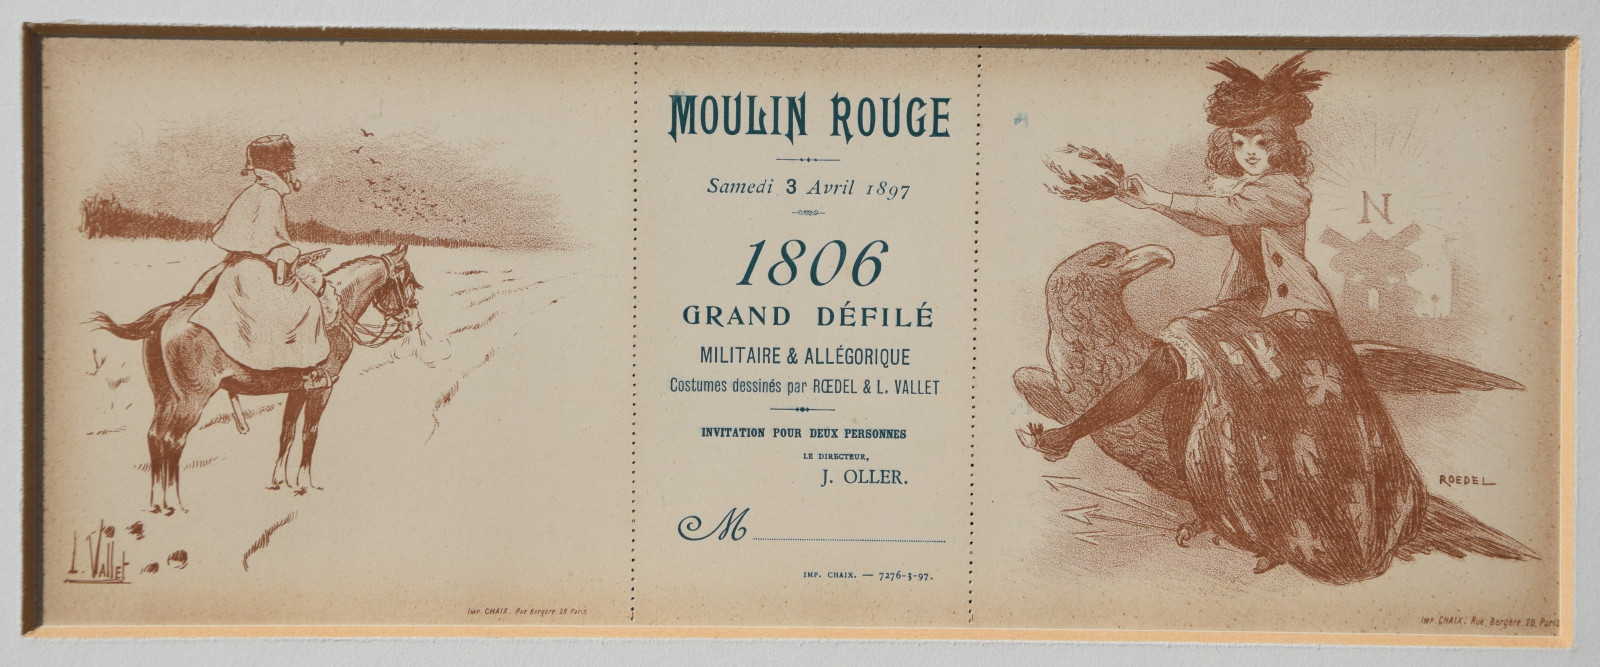 L. Vallet
Imp. CHAIX. Rue Bergère, 20 Paris
MOULIN ROUGE
Samedi 3 Avril 1897
1806
GRAND DÉFILÉ
MILITAIRE & ALLÉGORIQUE
Costumes dessinés par RŒDEL & L. VALLET
INVITATION POUR DEUX PERSONNES
LE DIRECTEUR,
J. OLLER.
M
IMP. CHAIX. — 7276-3-97.
N
ROEDEL
Imp. CHAIX. Rue, Bergère 20, Paris